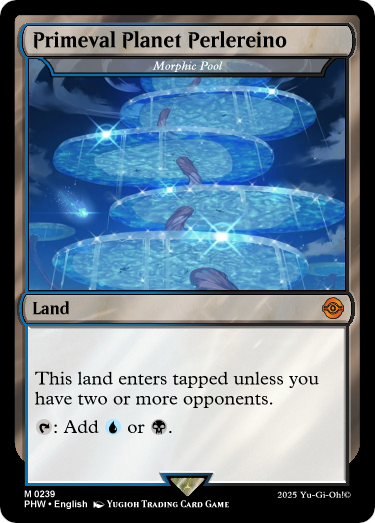 Primeval Planet Perlereino
Morphic Pool
Land
This land enters tapped unless you
have two or more opponents.
: Add or .
M 0239
PHW • English Yugioh Trading Card Game
2025 Yu-Gi-Oh!©